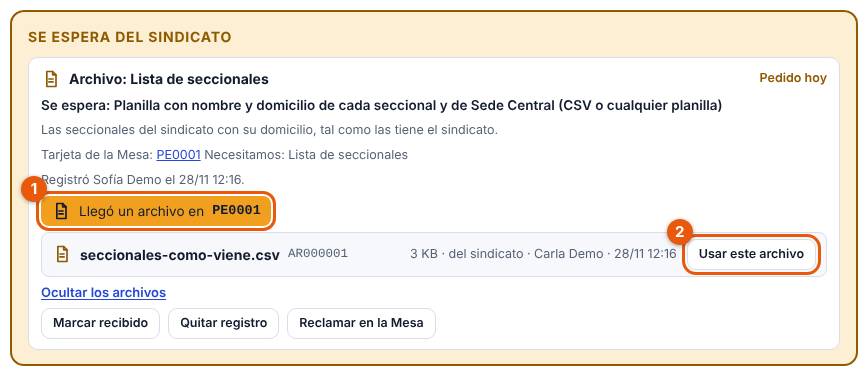 SE ESPERA DEL SINDICATO
Archivo: Lista de seccionales
Pedido hoy
Se espera: Planilla con nombre y domicilio de cada seccional y de Sede Central (CSV o cualquier planilla)
Las seccionales del sindicato con su domicilio, tal como las tiene el sindicato.
Tarjeta de la Mesa: PE0001 Necesitamos: Lista de seccionales
Registró Sofía Demo el 28/11 12:16.
1
Llegó un archivo en PE0001
2
seccionales-como-viene.csv AR000001 3 KB · del sindicato · Carla Demo · 28/11 12:16 Usar este archivo
Ocultar los archivos
Marcar recibido Quitar registro Reclamar en la Mesa